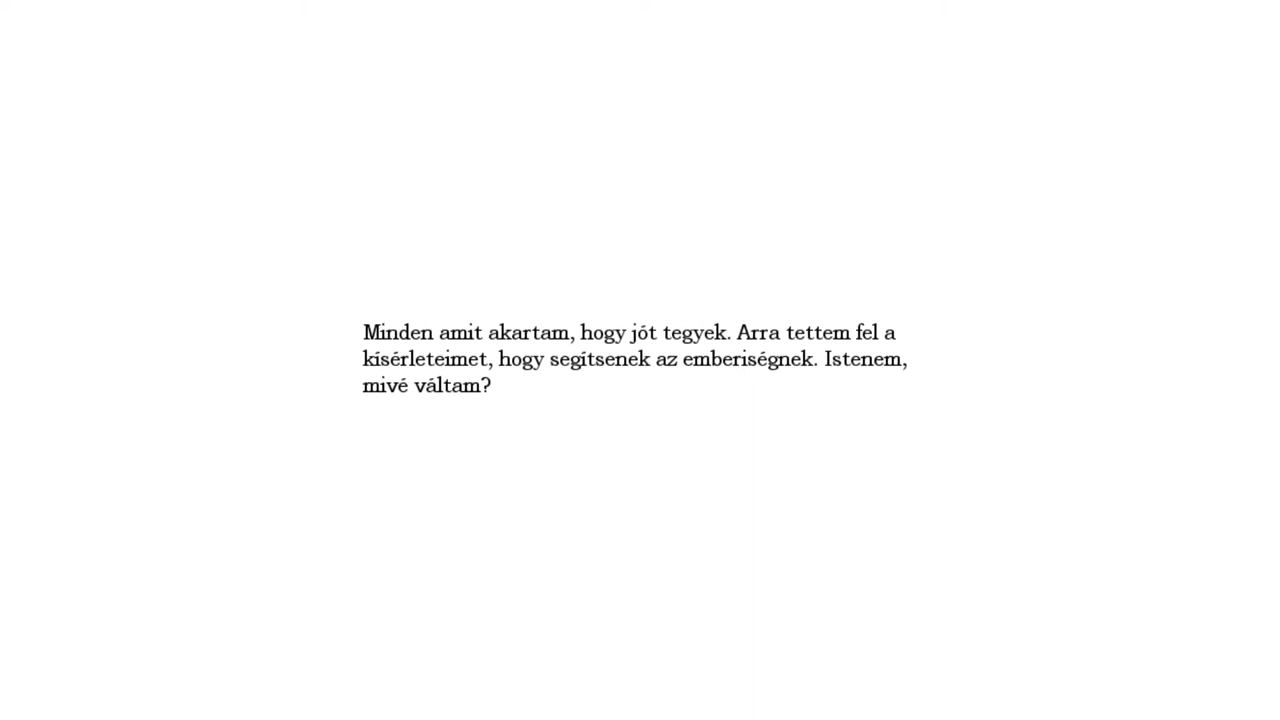 Minden amit akartam, hogy jót tegyek. Arra tettem fel a
kísérleteimet, hogy segítsenek az emberiségnek. Istenem,
mivé váltam?